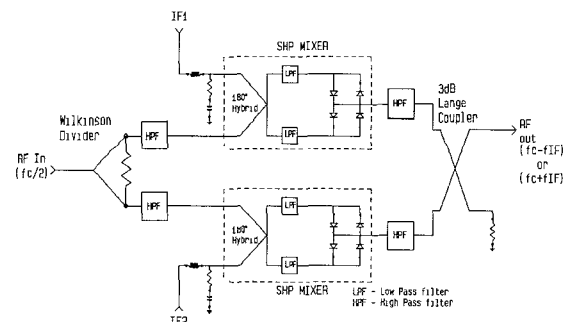 IF1
SHP MIXER
LPF
180°
Hybrid
LPF
HPF
3dB
Lange
Coupler
Wilkinson
Divider
HPF
RF In
(fc/2)
RF
out
(fc-fIF)
or
(fc+fIF)
HPF
LPF
180°
Hybrid
LPF
HPF
SHP MIXER
LPF - Low Pass filter
HPF - High Pass filter
IF2